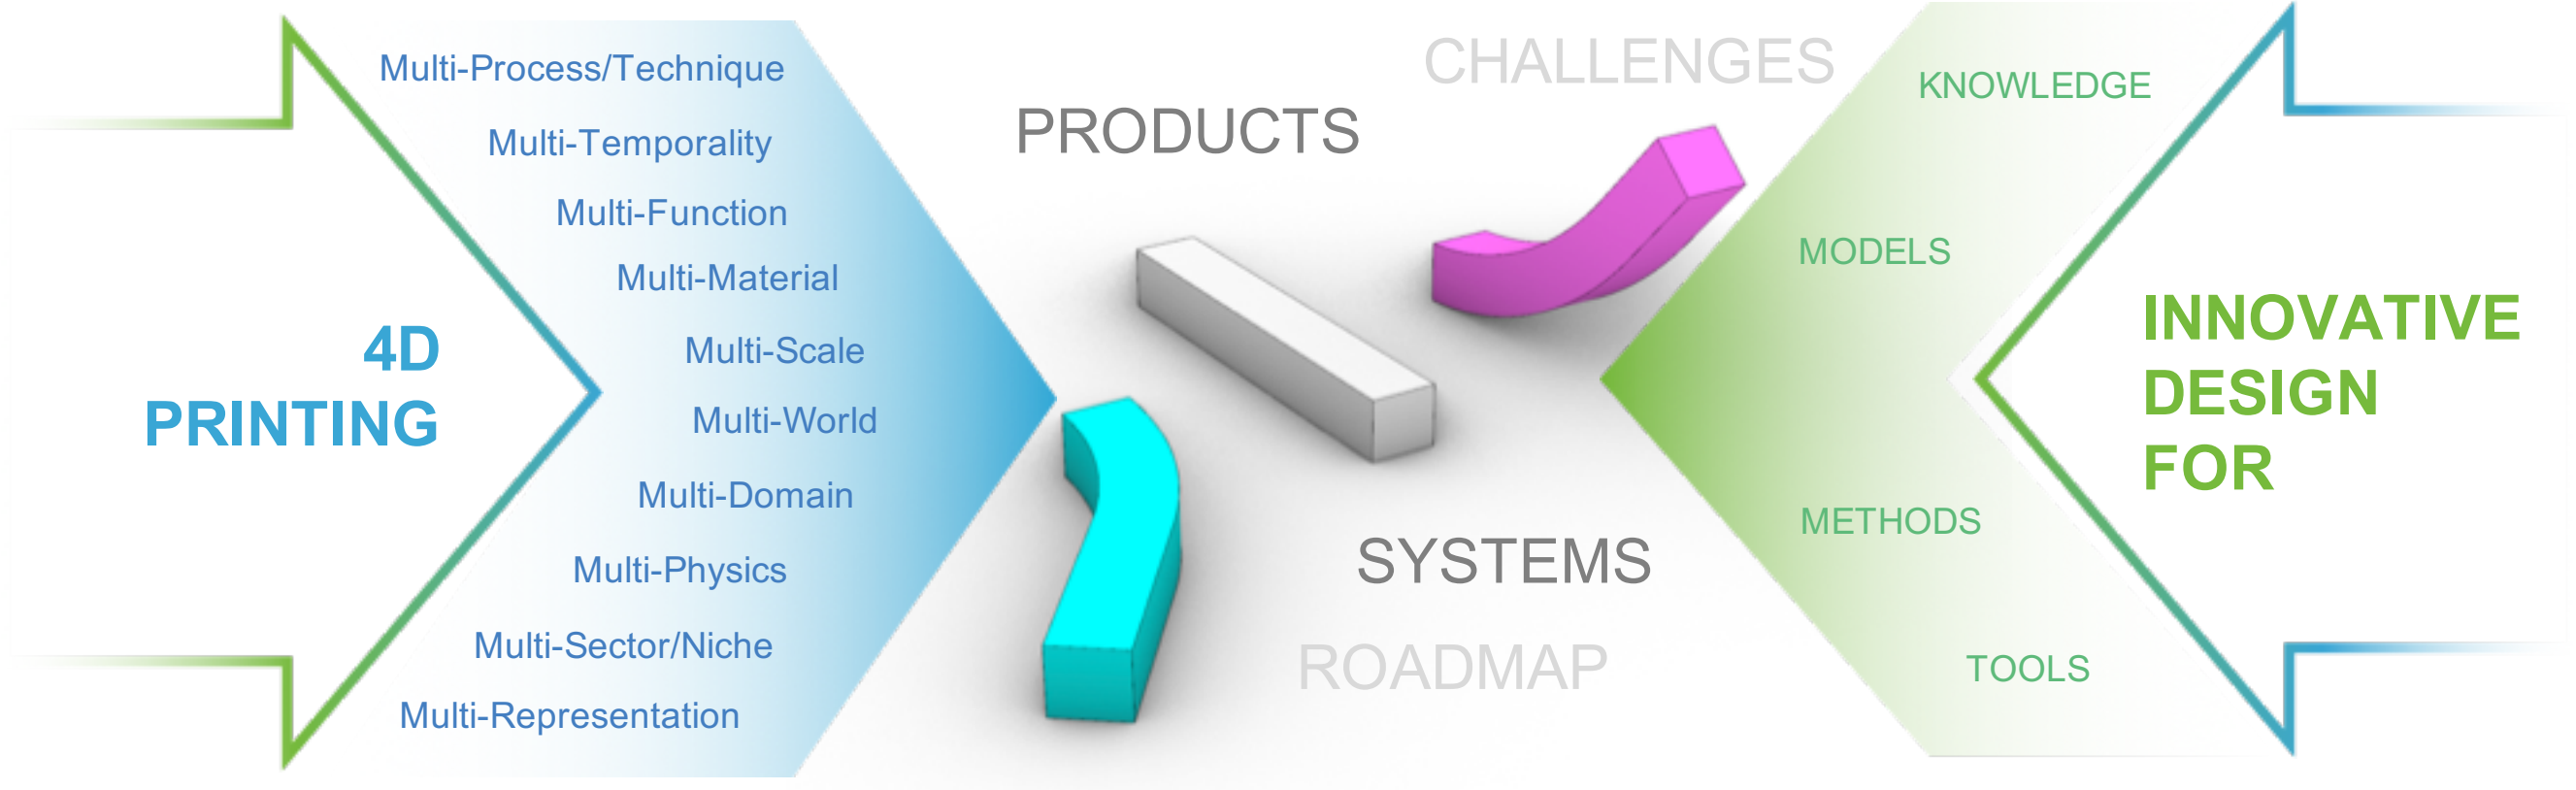 4D
PRINTING
Multi-Process/Technique
Multi-Temporality
Multi-Function
Multi-Material
Multi-Scale
Multi-World
Multi-Domain
Multi-Physics
Multi-Sector/Niche
Multi-Representation
CHALLENGES
PRODUCTS
SYSTEMS
ROADMAP
KNOWLEDGE
MODELS
METHODS
TOOLS
INNOVATIVE
DESIGN
FOR